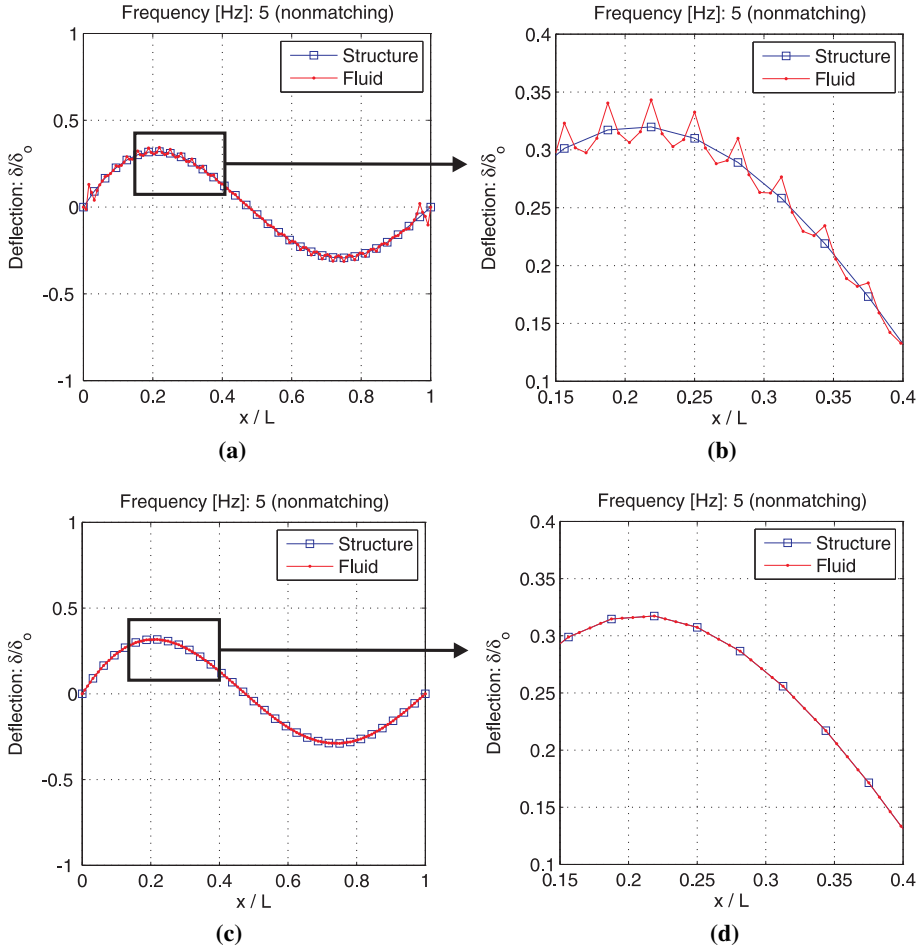 Frequency [Hz]: 5 (nonmatching)
1
0.5
0
-0.5
-1
Deflection: δ/δo
Structure
Fluid
0 0.2 0.4 0.6 0.8 1
x / L
(a)
Frequency [Hz]: 5 (nonmatching)
0.4
0.35
0.3
0.25
0.2
0.15
0.1
Deflection: δ/δo
Structure
Fluid
0.15 0.2 0.25 0.3 0.35 0.4
x / L
(b)
Frequency [Hz]: 5 (nonmatching)
1
0.5
0
-0.5
-1
Deflection: δ/δo
Structure
Fluid
0 0.2 0.4 0.6 0.8 1
x / L
(c)
Frequency [Hz]: 5 (nonmatching)
0.4
0.35
0.3
0.25
0.2
0.15
0.1
Deflection: δ/δo
Structure
Fluid
0.15 0.2 0.25 0.3 0.35 0.4
x / L
(d)